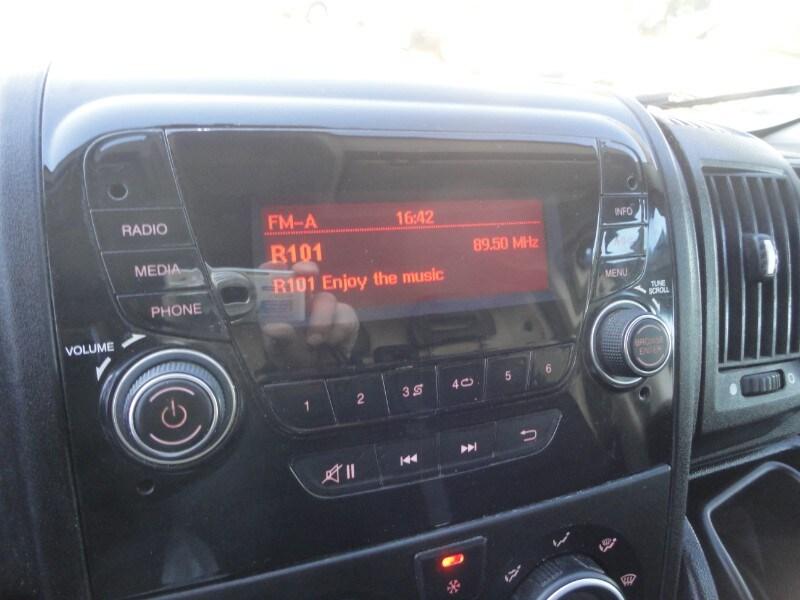 FM-A 16:42
R101 89.50 MHz
R101 Enjoy the music
RADIO
MEDIA
PHONE
VOLUME
INFO
MENU
TUNE
SCROLL
BROWSE
ENTER
1 2 3 4 5 6